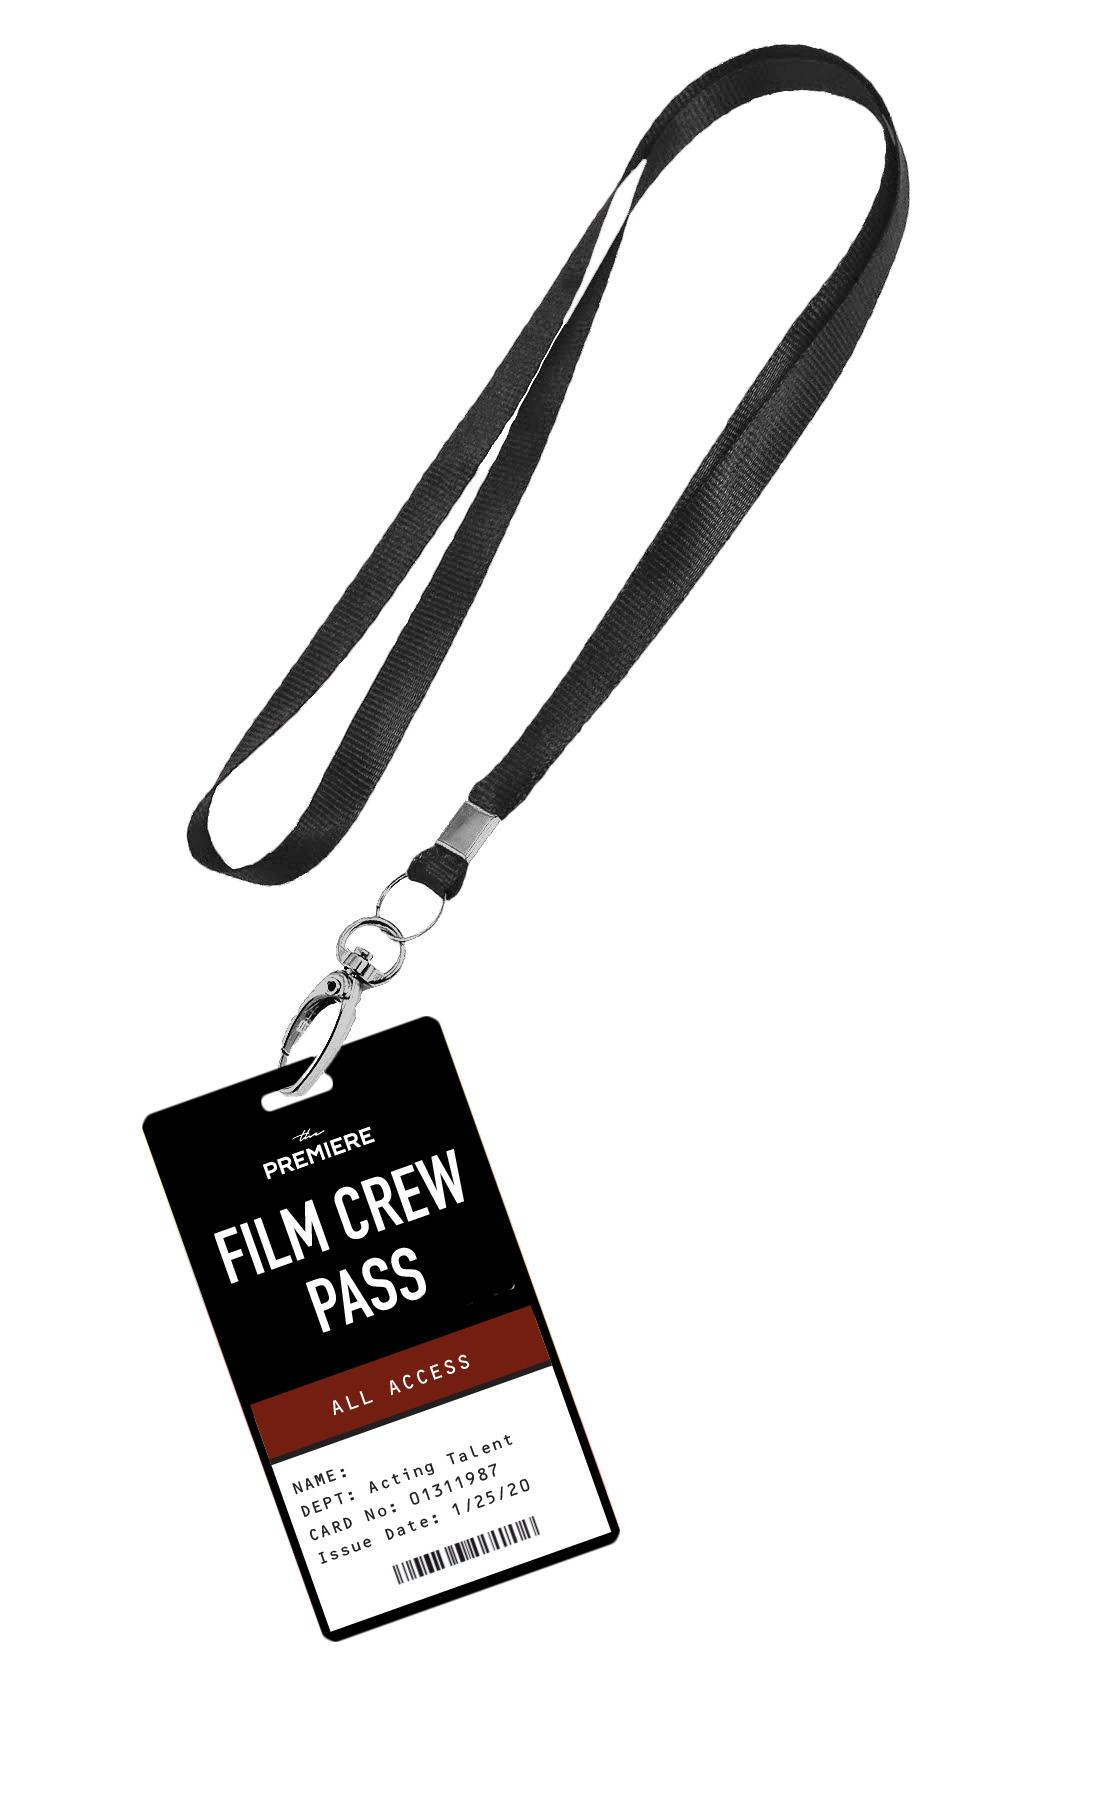 the
PREMIERE
FILM CREW
PASS
ALL ACCESS
NAME:
DEPT: Acting Talent
CARD No: 01311987
Issue Date: 1/25/20